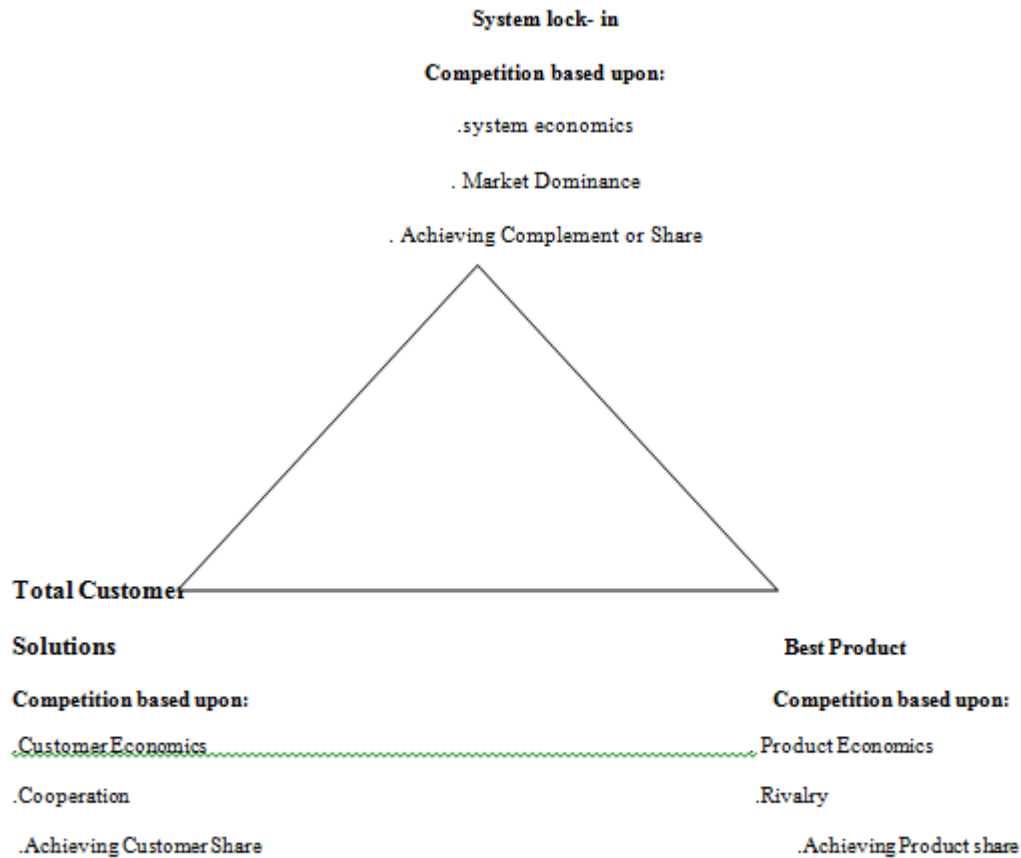 System lock- in
Competition based upon:
.system economics
. Market Dominance
. Achieving Complement or Share
Total Customer
Solutions
Best Product
Competition based upon:
Competition based upon:
.Customer Economics
. Product Economics
.Cooperation
.Rivalry
.Achieving Customer Share
.Achieving Product share